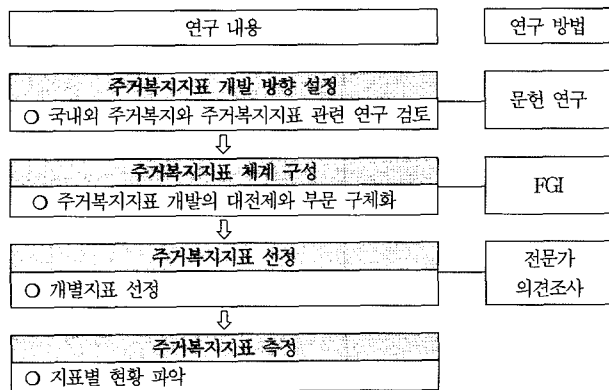 연구 내용
연구 방법
주거복지지표 개발 방향 설정
○ 국내외 주거복지와 주거복지지표 관련 연구 검토
문헌 연구
⇩
주거복지지표 체계 구성
○ 주거복지지표 개발의 대전제와 부문 구체화
FGI
⇩
주거복지지표 선정
○ 개별지표 선정
전문가
의견조사
⇩
주거복지지표 측정
○ 지표별 현황 파악